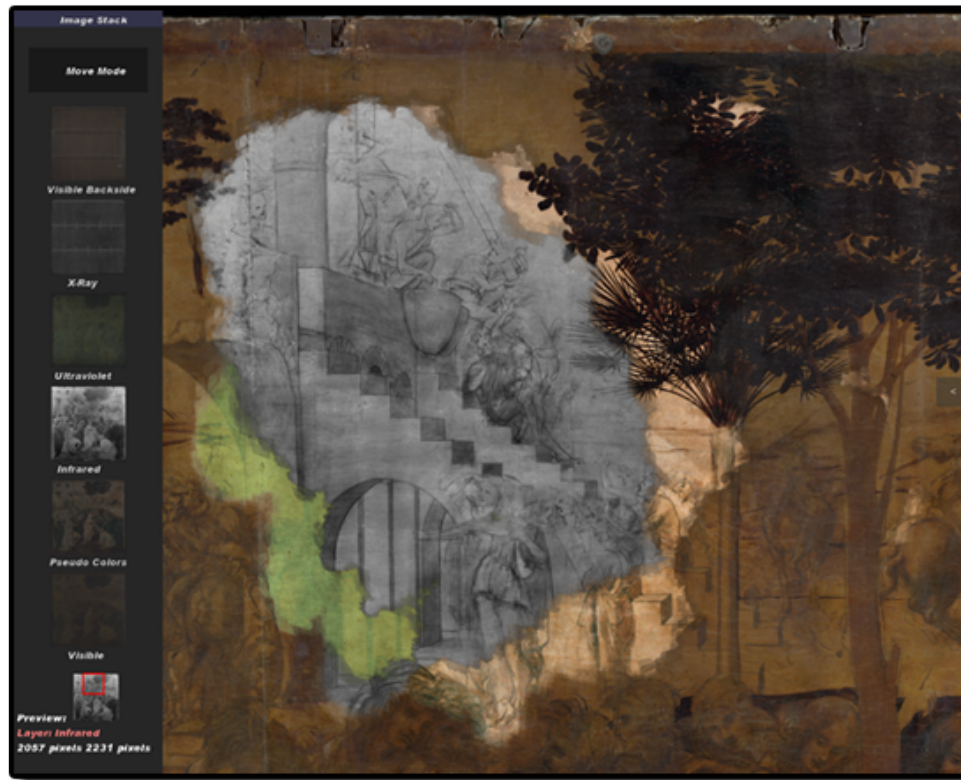 Image Stack
Move Mode
Visible Backside
X-Ray
Ultraviolet
Infrared
Pseudo Colors
Visible
Preview:
Layer: Infrared
2057 pixels 2231 pixels
<